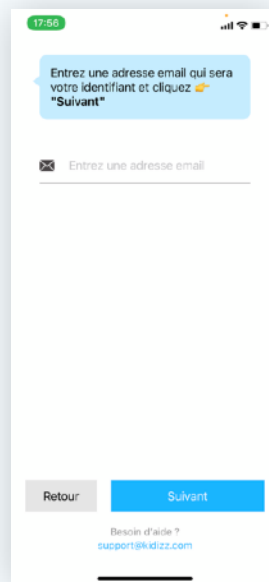 17:56
Entrez une adresse email qui sera
votre identifiant et cliquez 👉
"Suivant"
Entrez une adresse email
Retour
Suivant
Besoin d'aide ?
support@kidizz.com